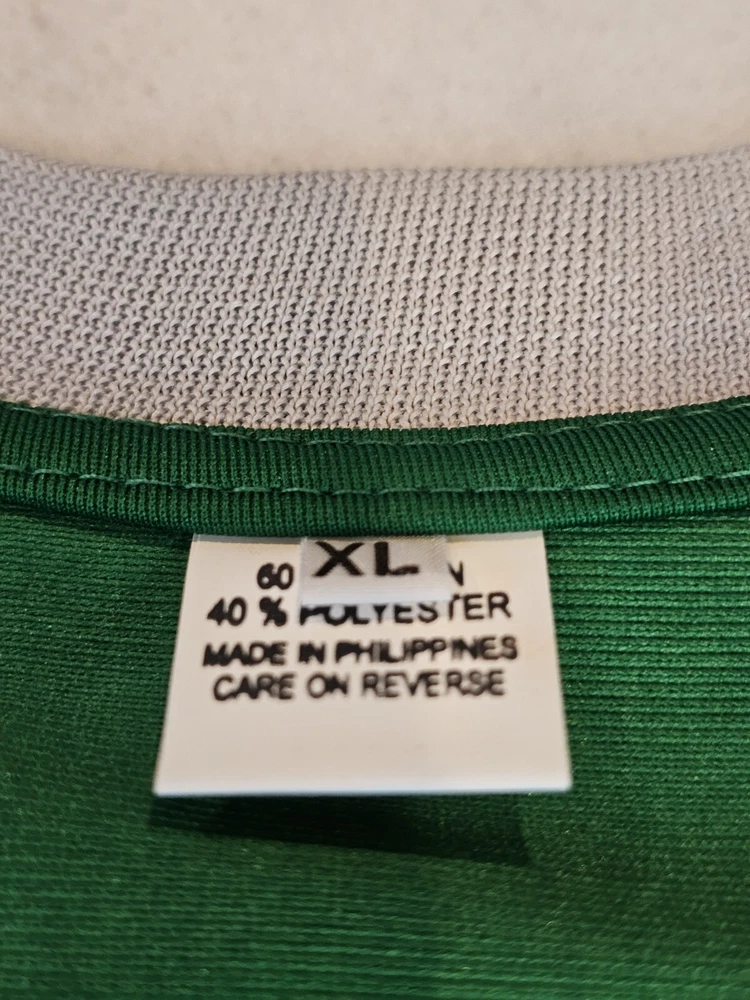 XL
60 N
40 % POLYESTER
MADE IN PHILIPPINES
CARE ON REVERSE